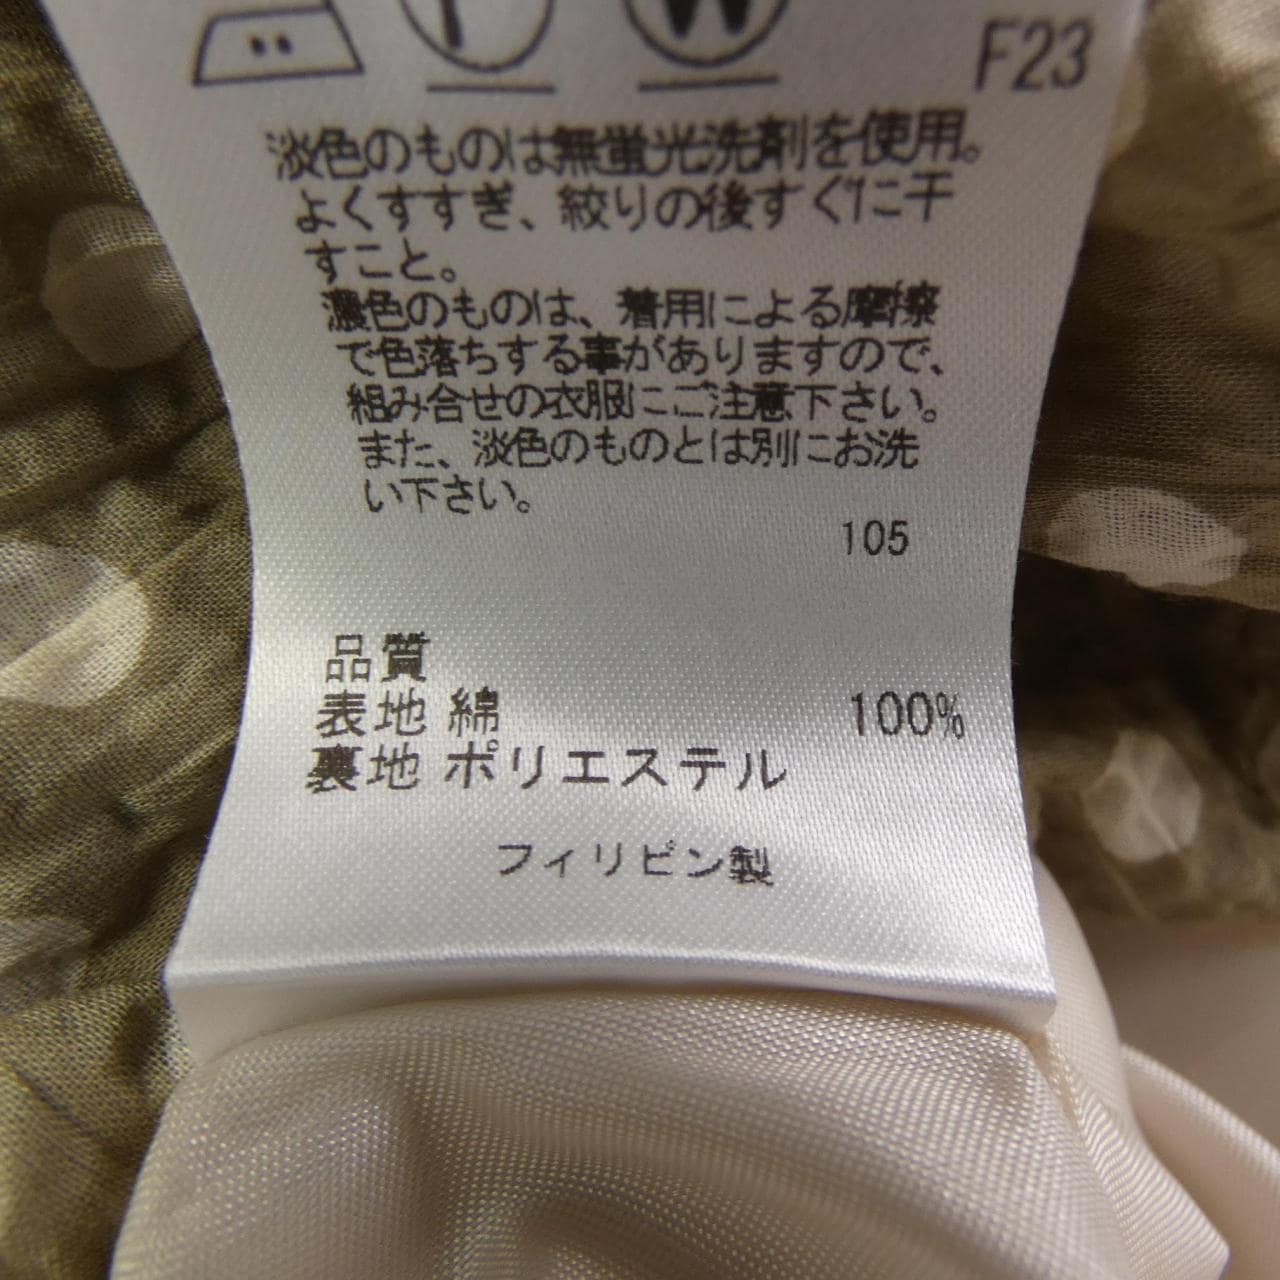 F23
淡色のものは無蛍光洗剤を使用。
よくすすぎ、絞りの後すぐに干
すこと。
濃色のものは、着用による摩擦
で色落ちする事がありますので、
組み合せの衣服にご注意下さい。
また、淡色のものとは別にお洗
い下さい。
105
品質
表地 綿 100%
裏地 ポリエステル
フィリピン製